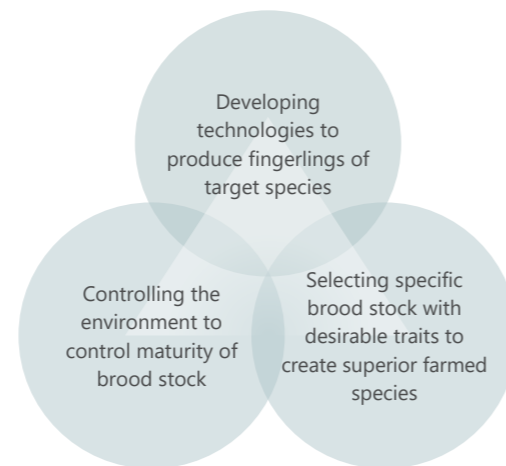 Developing
technologies to
produce fingerlings of
target species
Controlling the
environment to
control maturity of
brood stock
Selecting specific
brood stock with
desirable traits to
create superior farmed
species